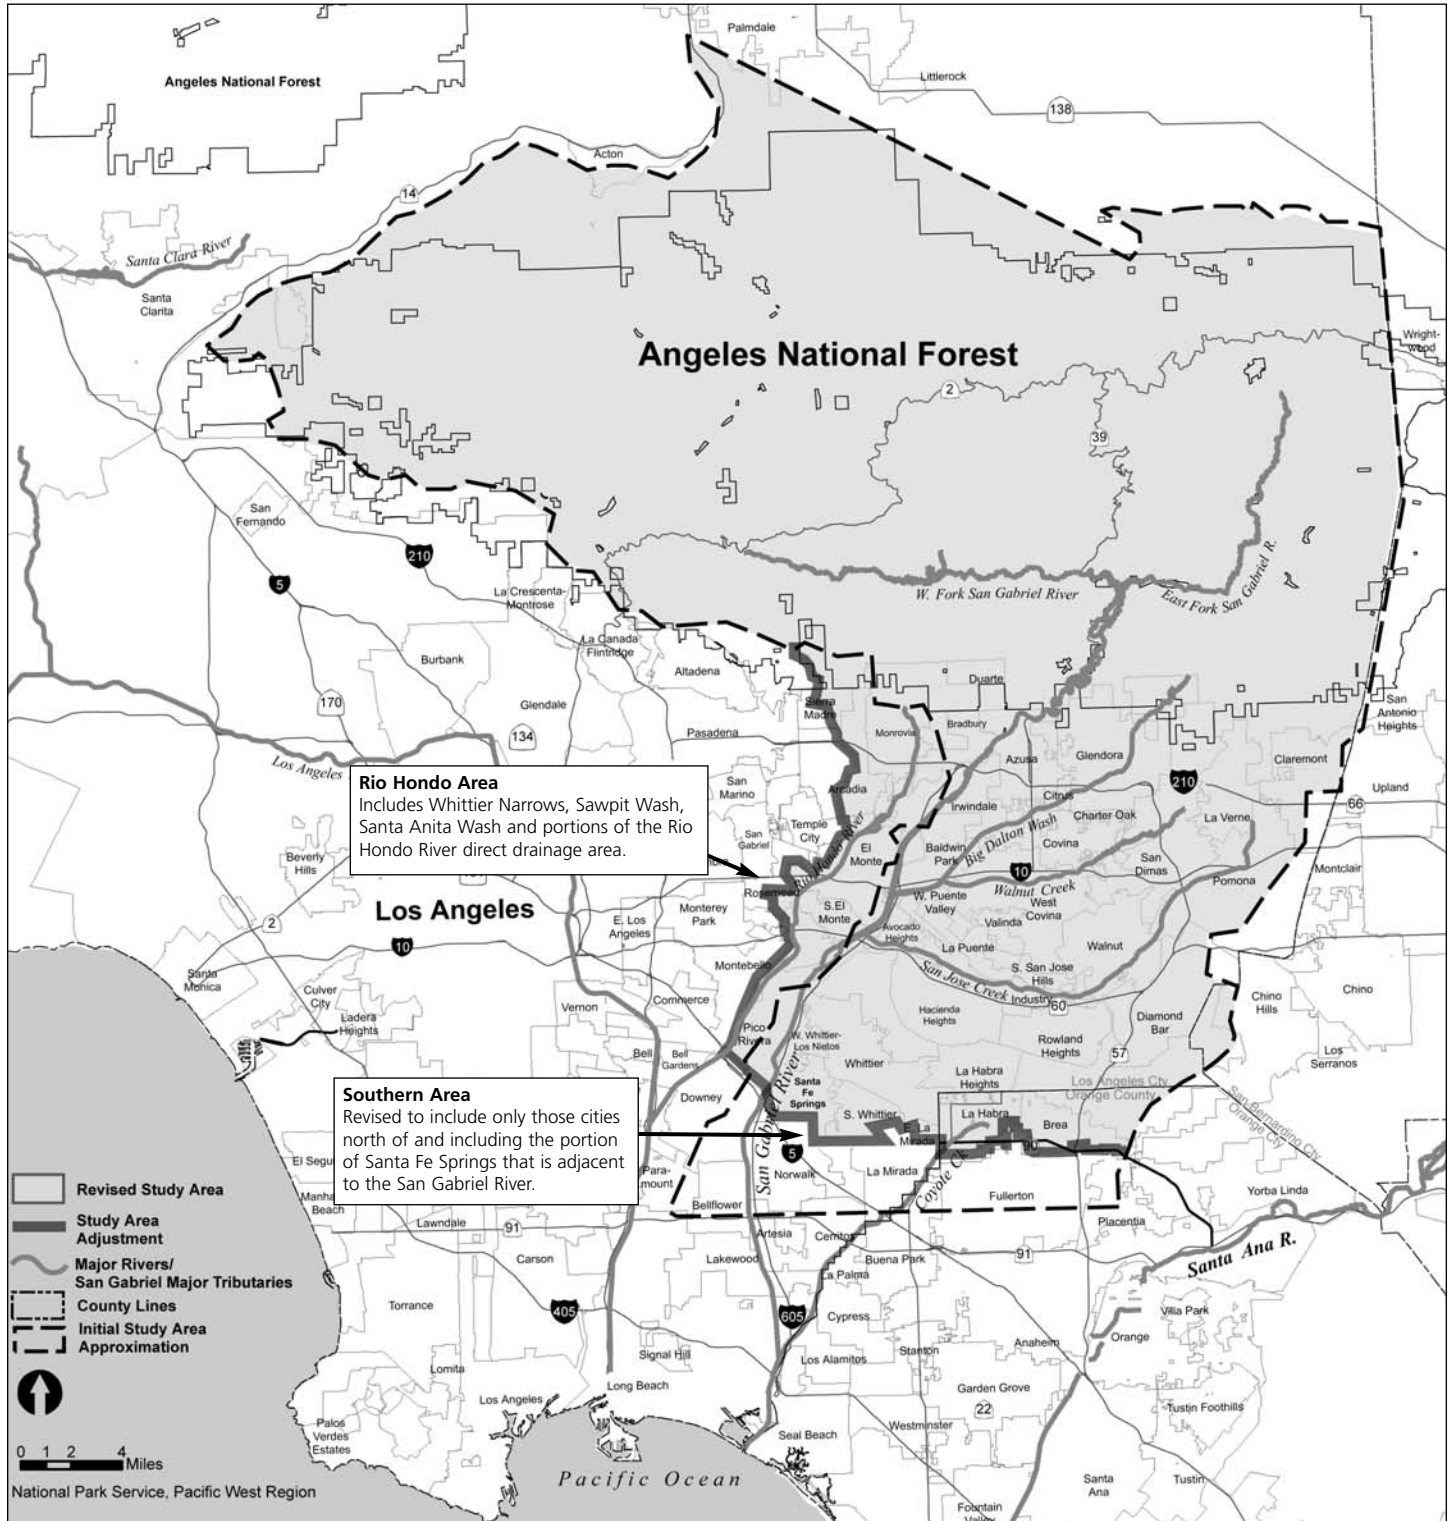 Palmdale
Angeles National Forest
Littlerock
138
Acton
14
Santa Clara River
Santa
Clarita
Angeles National Forest
Wright-
wood
2
39
San
Fernando
210
5
La Crescenta-
Montrose
W. Fork San Gabriel River
East Fork San Gabriel R.
La Canada
Flintridge
Burbank
Altadena
Duarte
San
Antonio
Heights
170
Glendale
Sierra
Madre
134
Pasadena
Monrovia
Bradbury
Azusa
Glendora
Claremont
Los Angeles
210
Upland
66
Rio Hondo Area
Includes Whittier Narrows, Sawpit Wash,
Santa Anita Wash and portions of the Rio
Hondo River direct drainage area.
San
Marino
Arcadia
Irwindale
Citrus
Charter Oak
La Verne
Temple
City
San
Gabriel
Rio Hondo River
El
Monte
Baldwin
Park
Big Dalton Wash
Covina
San
Dimas
Montclair
Beverly
Hills
10
Walnut Creek
Pomona
Rosemead
W. Puente
Valley
West
Covina
Los Angeles
Monterey
Park
S.El
Monte
Valinda
2
E. Los
Angeles
Avocado
Heights
10
La Puente
Walnut
Montebello
San Jose Creek
S. San Jose
Hills
Santa
Monica
Culver
City
Industry
60
Chino
Hills
Chino
Vernon
Commerce
Hacienda
Heights
Diamond
Bar
Ladera
Heights
Pico
Rivera
W. Whittier-
Los Nietos
Rowland
Heights
57
Los
Serranos
Bell
Bell
Gardens
Whittier
La Habra
Heights
Los Angeles Cty
Orange County
Southern Area
Revised to include only those cities
north of and including the portion
of Santa Fe Springs that is adjacent
to the San Gabriel River.
Downey
Santa
Fe
Springs
San Gabriel River
S. Whittier
La Habra
Brea
San Bernardino Cty
Orange Cty
E. La
Mirada
90
5
Norwalk
La Mirada
Coyote Ck
El Segu
Para-
mount
Fullerton
Yorba Linda
Revised Study Area
Manha
Beach
Bellflower
Study Area
Adjustment
Lawndale
91
Placentia
Artesia
Cerritos
Santa Ana R.
Major Rivers/
San Gabriel Major Tributaries
Carson
Lakewood
Buena Park
91
La Palma
County Lines
Torrance
405
605
Cypress
Villa Park
Initial Study Area
Approximation
Orange
Anaheim
Signal Hill
Los Alamitos
Stanton
Lomita
Long Beach
Garden Grove
Los Angeles
22
Tustin Foothills
Palos
Verdes
Estates
Westminster
Seal Beach
0 1 2 4
Miles
Pacific Ocean
Santa
Ana
Tustin
National Park Service, Pacific West Region
Fountain